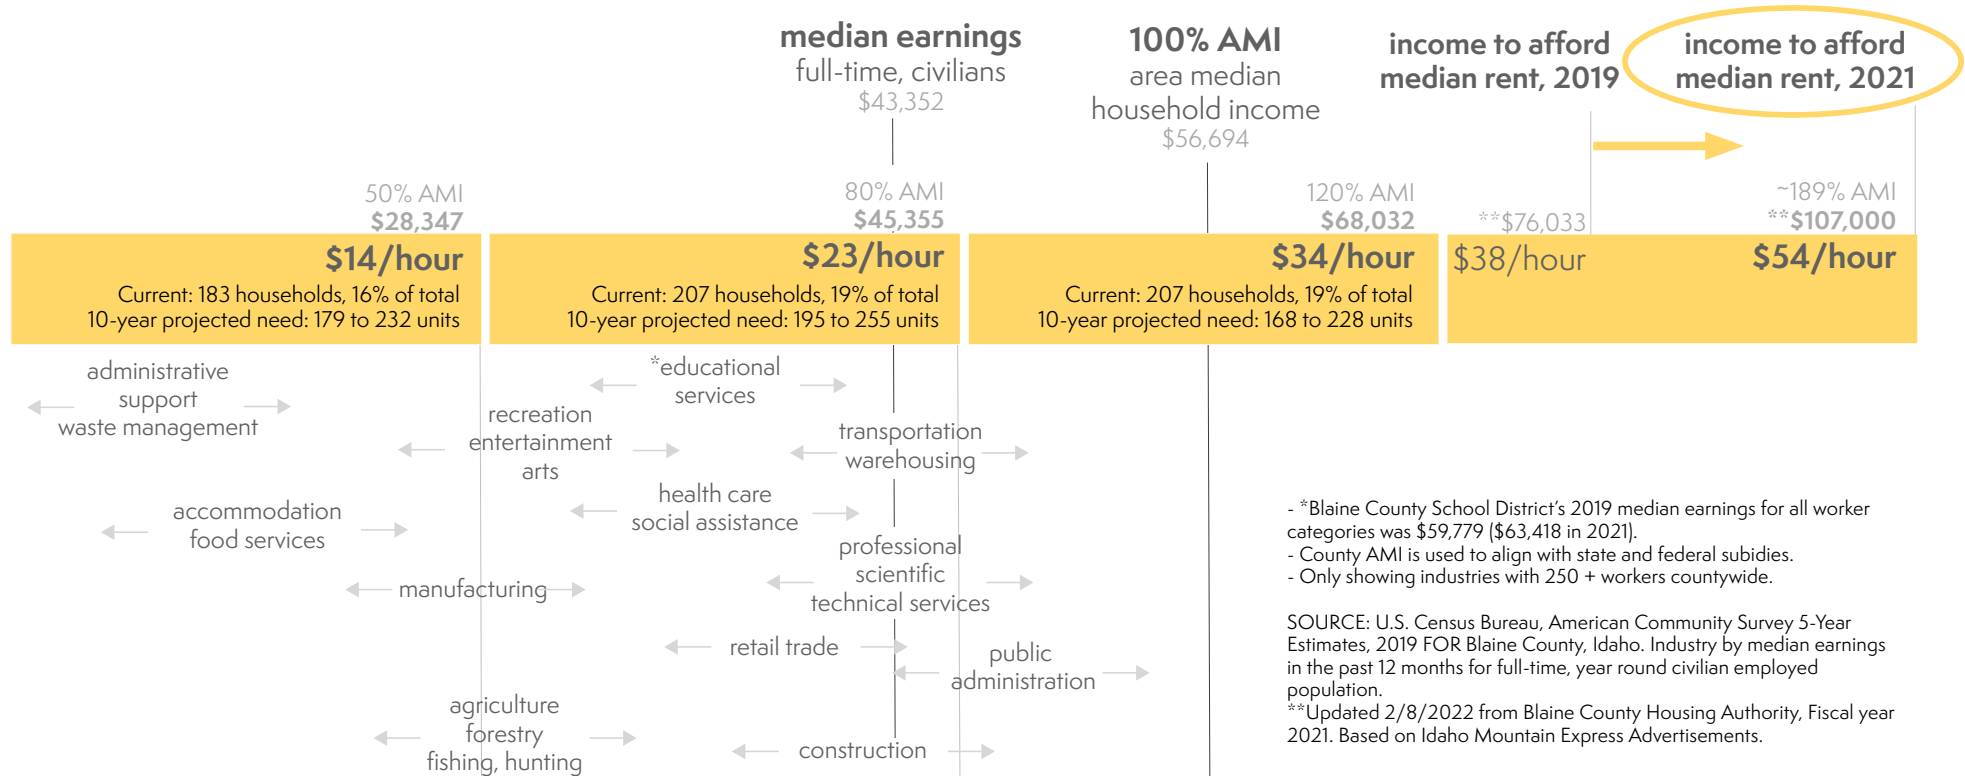 median earnings
full-time, civilians
$43,352
100% AMI
area median
household income
$56,694
income to afford
median rent, 2019
income to afford
median rent, 2021
50% AMI
$28,347
80% AMI
$45,355
120% AMI
$68,032
**$76,033
~189% AMI
**$107,000
$14/hour
Current: 183 households, 16% of total
10-year projected need: 179 to 232 units
$23/hour
Current: 207 households, 19% of total
10-year projected need: 195 to 255 units
$34/hour
Current: 207 households, 19% of total
10-year projected need: 168 to 228 units
$38/hour
$54/hour
administrative
support
waste management
*educational
services
recreation
entertainment
arts
transportation
warehousing
accommodation
food services
health care
social assistance
professional
scientific
technical services
manufacturing
retail trade
public
administration
agriculture
forestry
fishing, hunting
construction
- *Blaine County School District's 2019 median earnings for all worker
categories was $59,779 ($63,418 in 2021).
- County AMI is used to align with state and federal subidies.
- Only showing industries with 250 + workers countywide.
SOURCE: U.S. Census Bureau, American Community Survey 5-Year
Estimates, 2019 FOR Blaine County, Idaho. Industry by median earnings
in the past 12 months for full-time, year round civilian employed
population.
**Updated 2/8/2022 from Blaine County Housing Authority, Fiscal year
2021. Based on Idaho Mountain Express Advertisements.